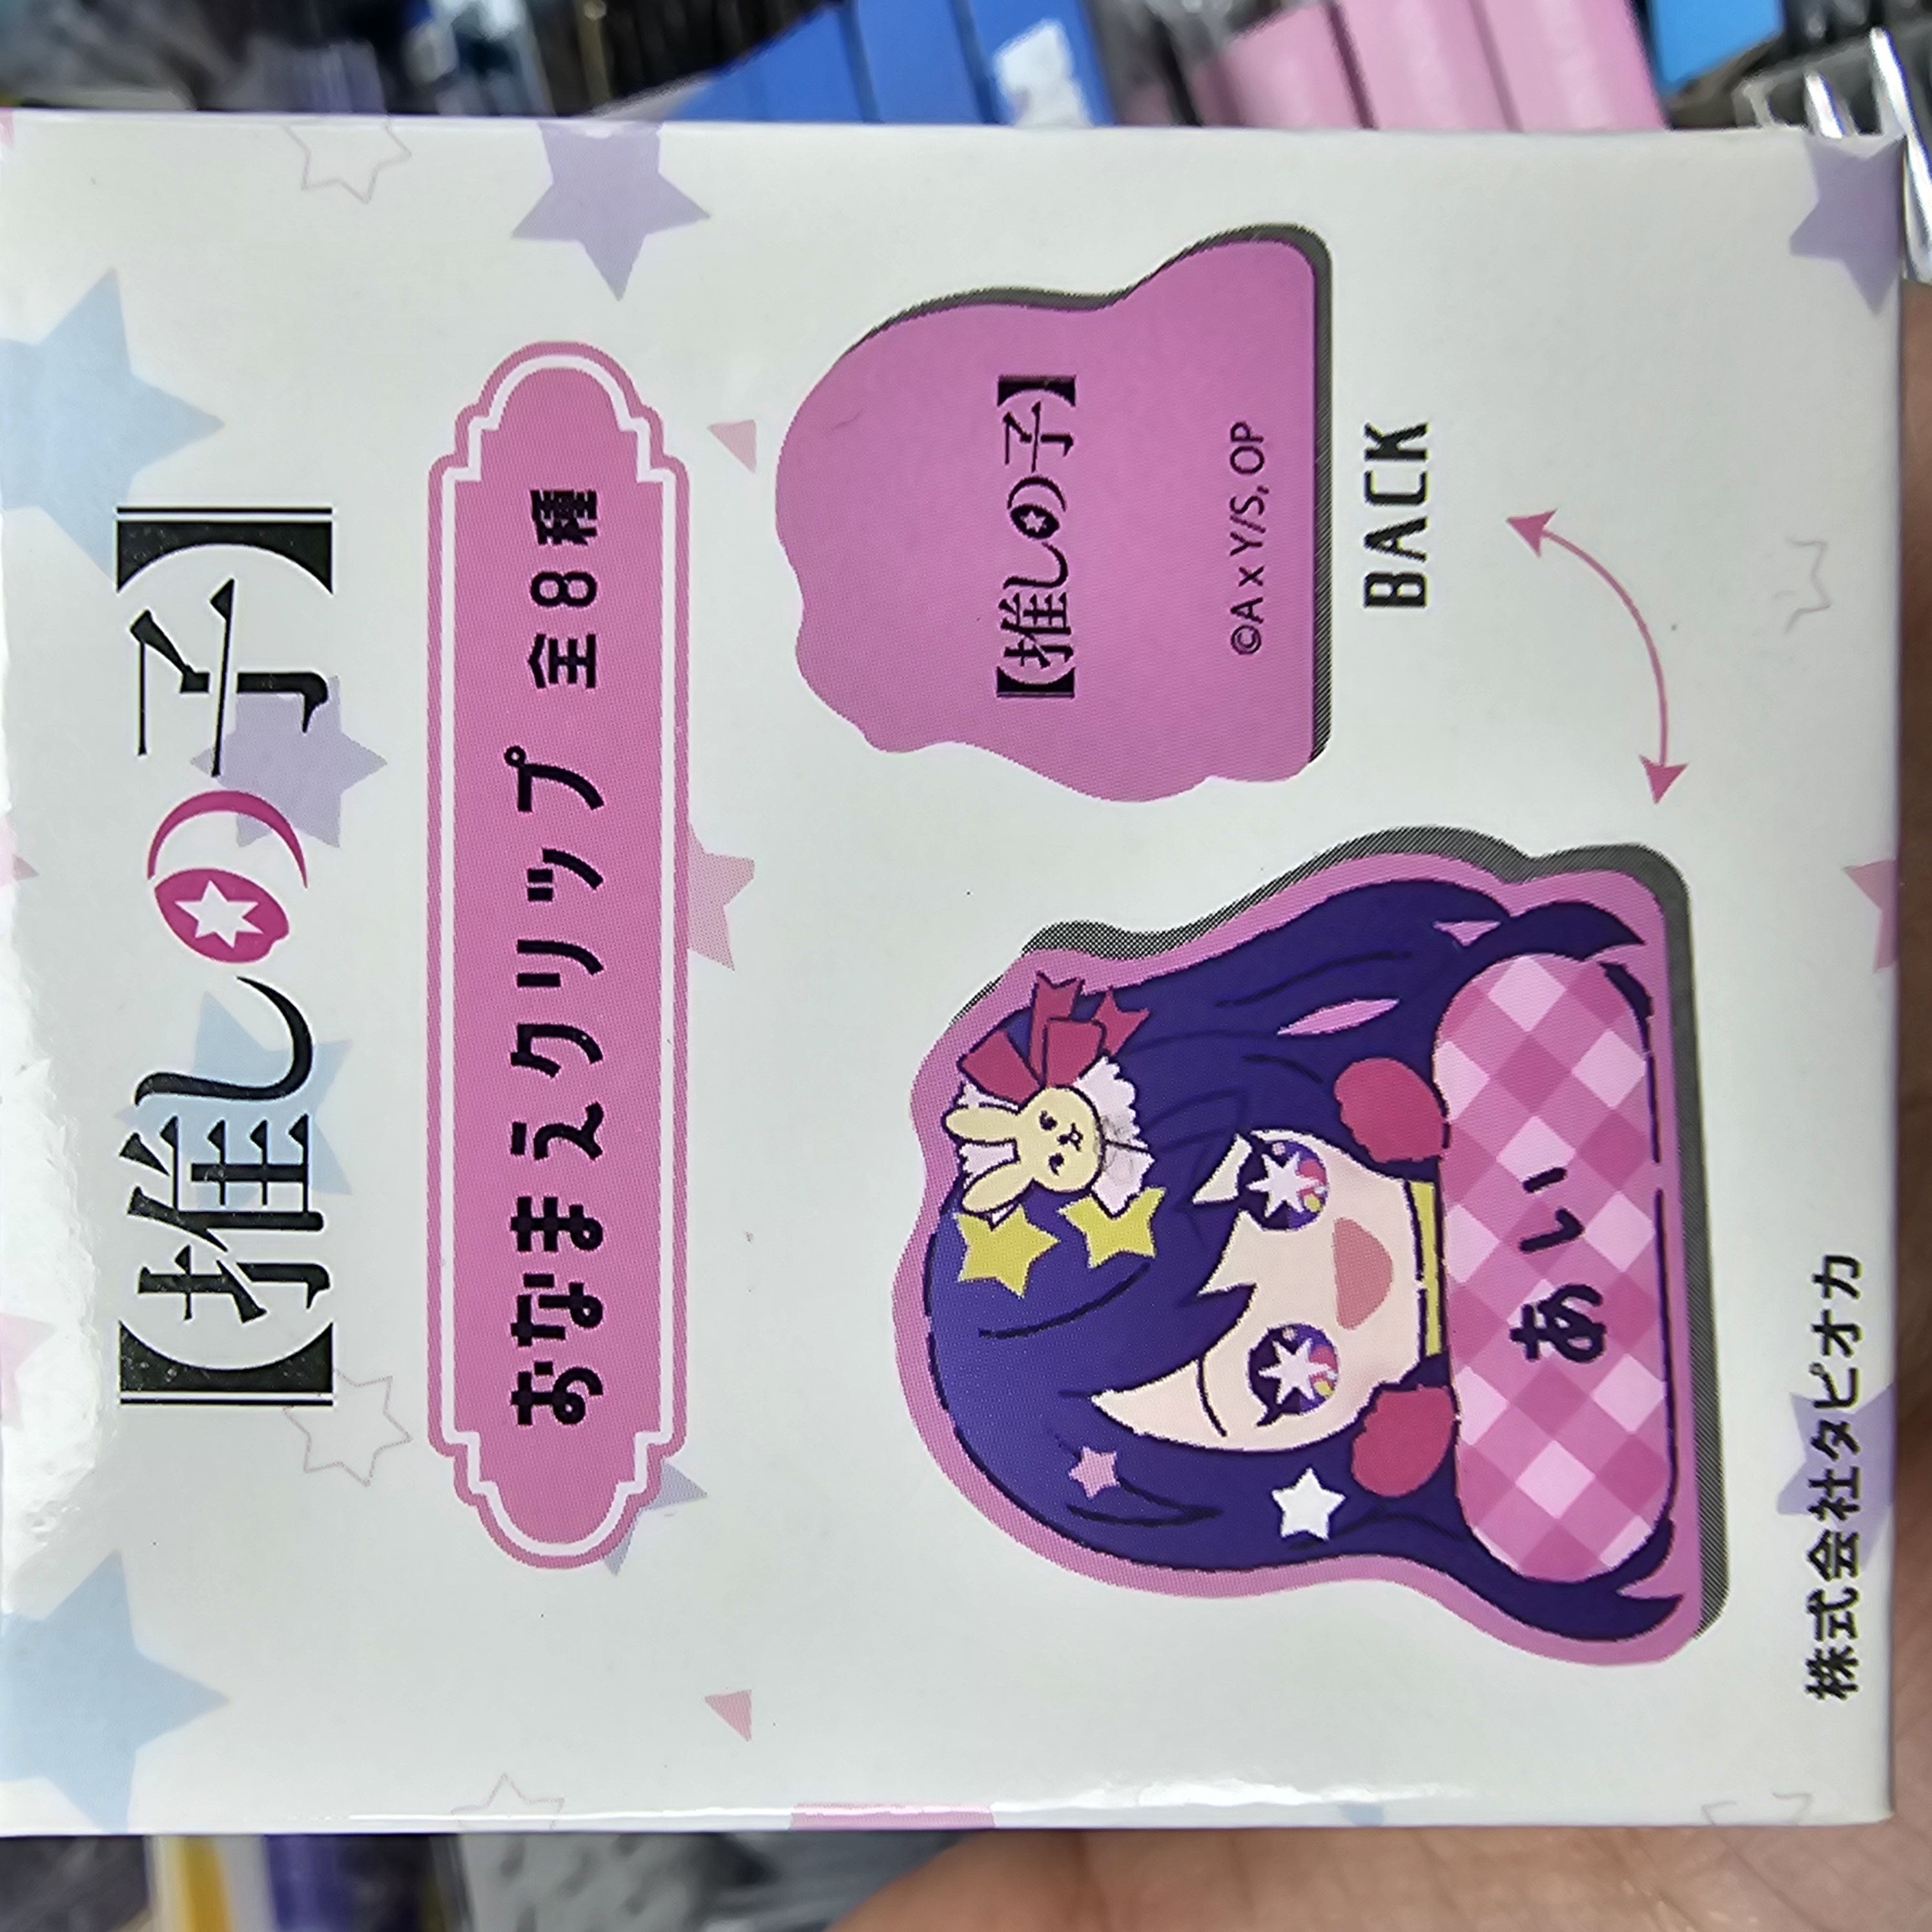 【推しの子】
おなまえクリップ 全8種
あい
【推しの子】
©A x Y/S, OP
BACK
株式会社タピオカ